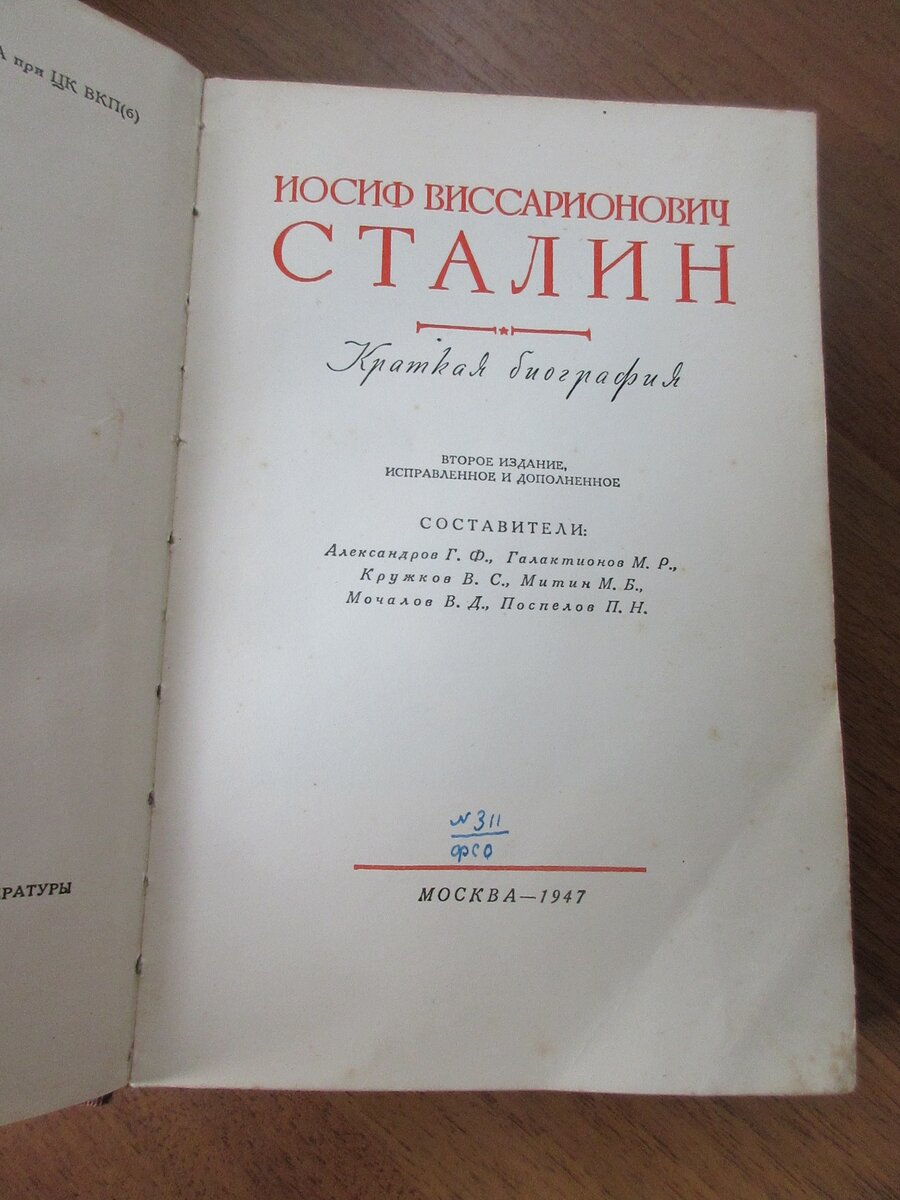 А при ЦК ВКП(б)
РАТУРЫ
ИОСИФ ВИССАРИОНОВИЧ
СТАЛИН
Краткая биография
ВТОРОЕ ИЗДАНИЕ,
ИСПРАВЛЕННОЕ И ДОПОЛНЕННОЕ
СОСТАВИТЕЛИ:
Александров Г. Ф., Галактионов М. Р.,
Кружков В. С., Митин М. Б.,
Мочалов В. Д., Поспелов П. Н.
№311
ФСО
МОСКВА—1947